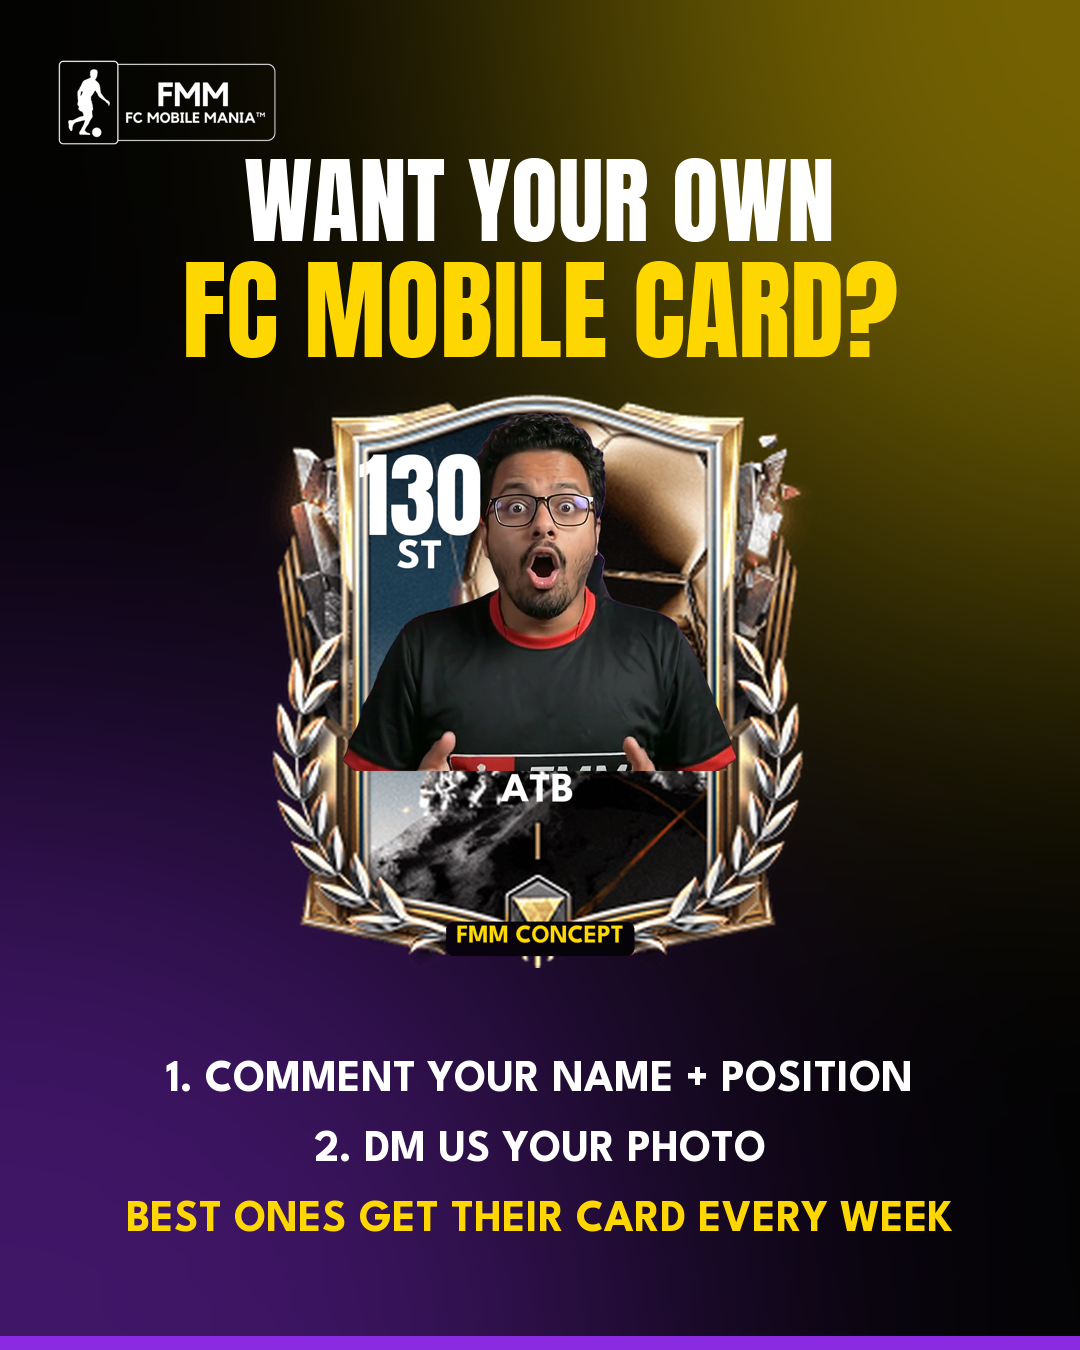 FMM
FC MOBILE MANIA™
WANT YOUR OWN
FC MOBILE CARD?
130
ST
ATB
FMM CONCEPT
1. COMMENT YOUR NAME + POSITION
2. DM US YOUR PHOTO
BEST ONES GET THEIR CARD EVERY WEEK